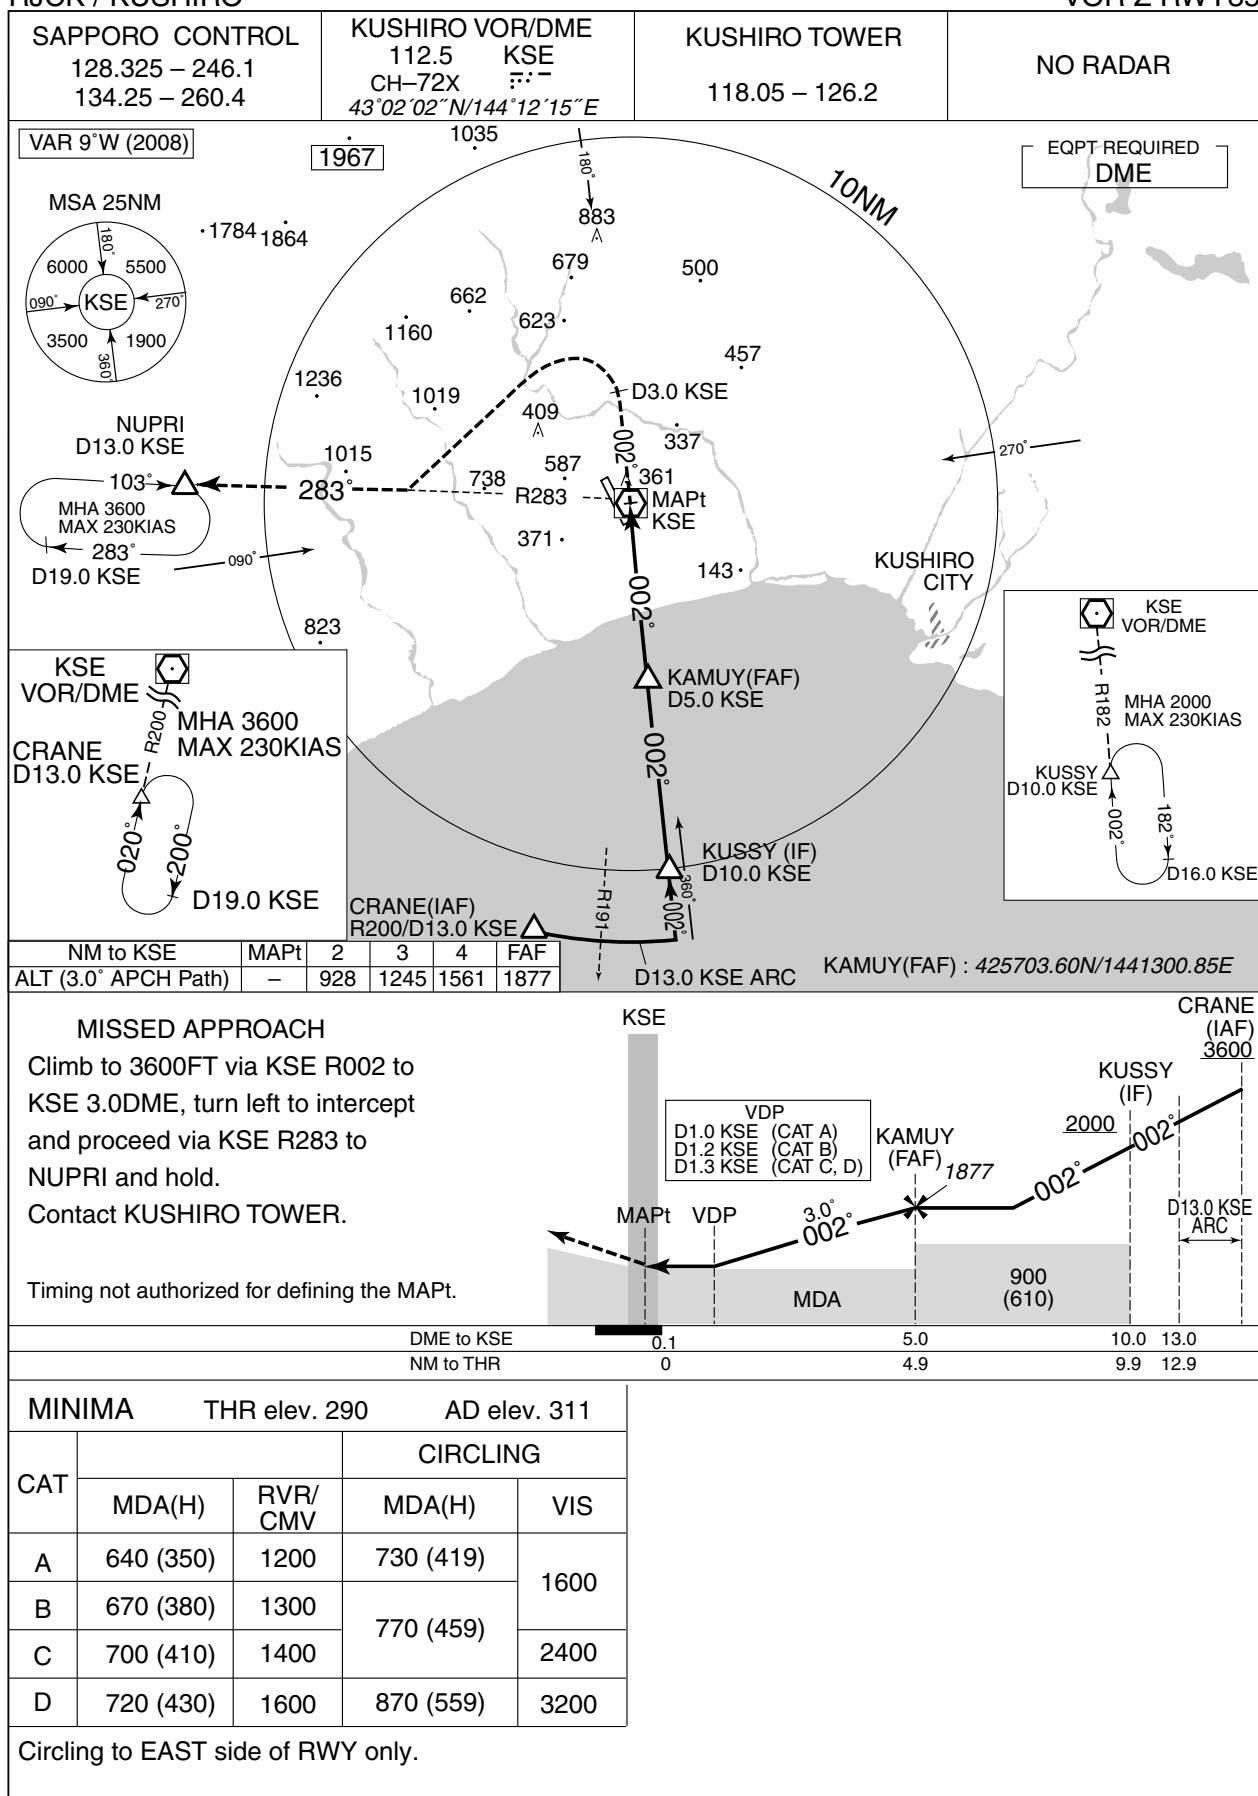 RJCK / KUSHIRO
VOR Z RWY
SAPPORO CONTROL
128.325 – 246.1
134.25 – 260.4
KUSHIRO VOR/DME
112.5 KSE
CH–72X
43°02´02˝N/144°12´15˝E
KUSHIRO TOWER
118.05 – 126.2
NO RADAR
VAR 9°W (2008)
1967
1035
180°
EQPT REQUIRED
DME
10NM
MSA 25NM
180°
6000 5500
090° KSE 270°
3500 1900
360°
1784
1864
883
679
500
662
1160
623
457
1236
1019
D3.0 KSE
409
002°
337
NUPRI
D13.0 KSE
1015
738
587
361
270°
103°
283°
R283
MAPt
KSE
MHA 3600
MAX 230KIAS
283°
D19.0 KSE
371
090°
143
KUSHIRO
CITY
002°
823
KSE
VOR/DME
R200
MHA 3600
MAX 230KIAS
CRANE
D13.0 KSE
020°
200°
D19.0 KSE
KAMUY(FAF)
D5.0 KSE
002°
KSE
VOR/DME
R182
MHA 2000
MAX 230KIAS
KUSSY
D10.0 KSE
002°
182°
D16.0 KSE
KUSSY (IF)
D10.0 KSE
360°
002°
R191
CRANE(IAF)
R200/D13.0 KSE
D13.0 KSE ARC
KAMUY(FAF) : 425703.60N/1441300.85E
NM to KSE MAPt 2 3 4 FAF
ALT (3.0° APCH Path) – 928 1245 1561 1877
MISSED APPROACH
Climb to 3600FT via KSE R002 to
KSE 3.0DME, turn left to intercept
and proceed via KSE R283 to
NUPRI and hold.
Contact KUSHIRO TOWER.
Timing not authorized for defining the MAPt.
KSE
VDP
D1.0 KSE (CAT A)
D1.2 KSE (CAT B)
D1.3 KSE (CAT C, D)
CRANE
(IAF)
3600
KUSSY
(IF)
2000
002°
KAMUY
(FAF)
1877
002°
MAPt
VDP
3.0°
002°
D13.0 KSE
ARC
MDA
900
(610)
DME to KSE 0.1 5.0 10.0 13.0
NM to THR 0 4.9 9.9 12.9
MINIMA THR elev. 290 AD elev. 311
CAT
CIRCLING
MDA(H) RVR/
CMV MDA(H) VIS
A 640 (350) 1200 730 (419) 1600
B 670 (380) 1300 770 (459)
C 700 (410) 1400 2400
D 720 (430) 1600 870 (559) 3200
Circling to EAST side of RWY only.